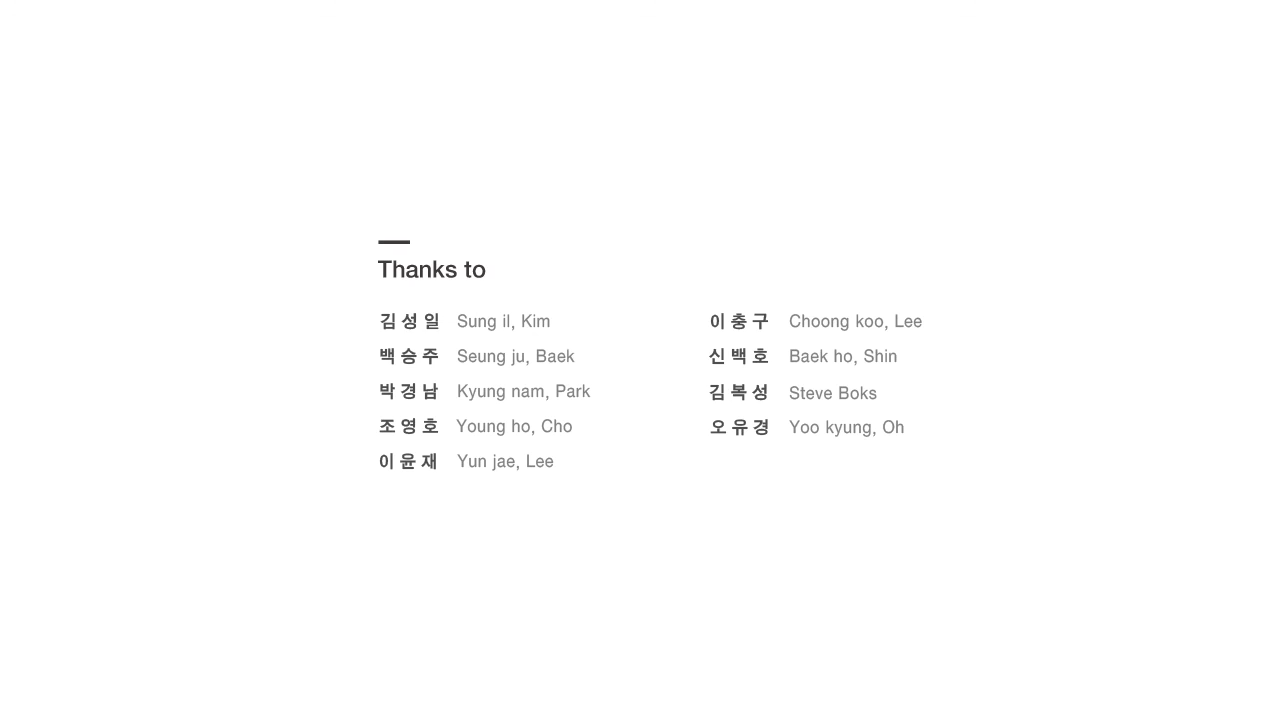 Thanks to
김성일 Sung il, Kim
백승주 Seung ju, Baek
박경남 Kyung nam, Park
조영호 Young ho, Cho
이윤재 Yun jae, Lee
이충구 Choong koo, Lee
신백호 Baek ho, Shin
김복성 Steve Boks
오유경 Yoo kyung, Oh